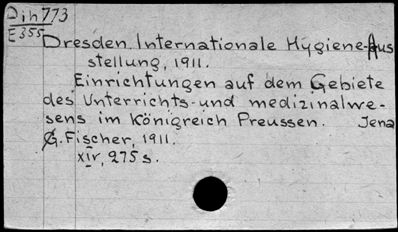 Dih773
E355
Dresden. Internationale Hygiene-Aus
stellung, 1911.
Einrichtungen auf dem Gebiete
des Unterrichts- und medizinalwe-
sens im Königreich Preussen. Jena
G. Fischer, 1911.
xiv, 275 s.